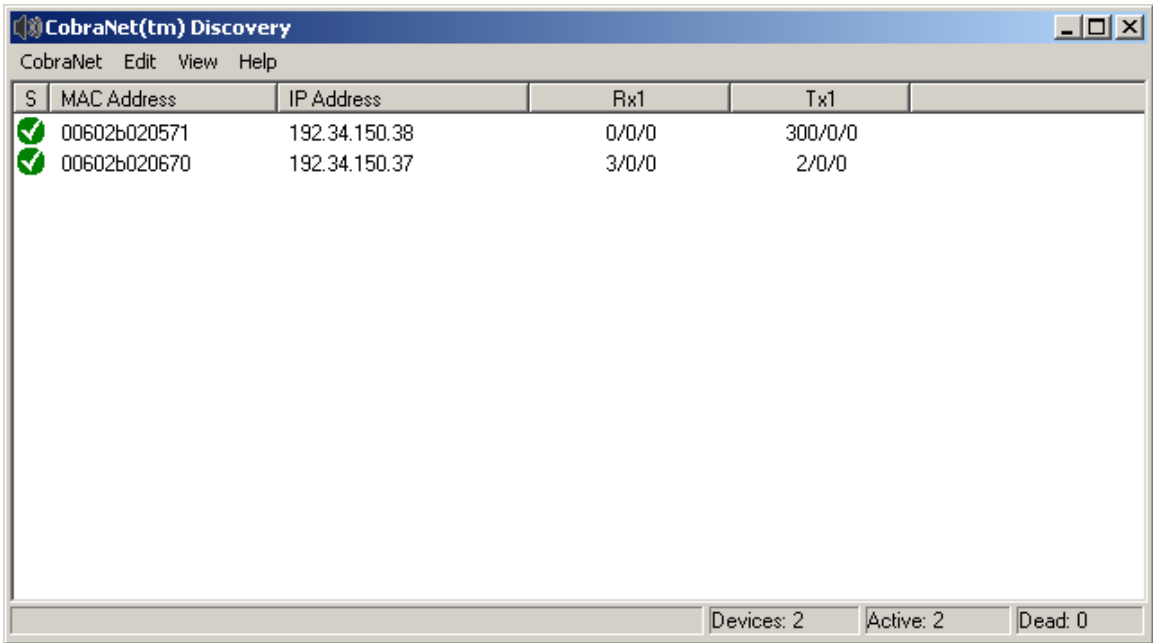 CobraNet(tm) Discovery
CobraNet Edit View Help
S MAC Address IP Address Rx1 Tx1
00602b020571 192.34.150.38 0/0/0 300/0/0
00602b020670 192.34.150.37 3/0/0 2/0/0
Devices: 2 Active: 2 Dead: 0